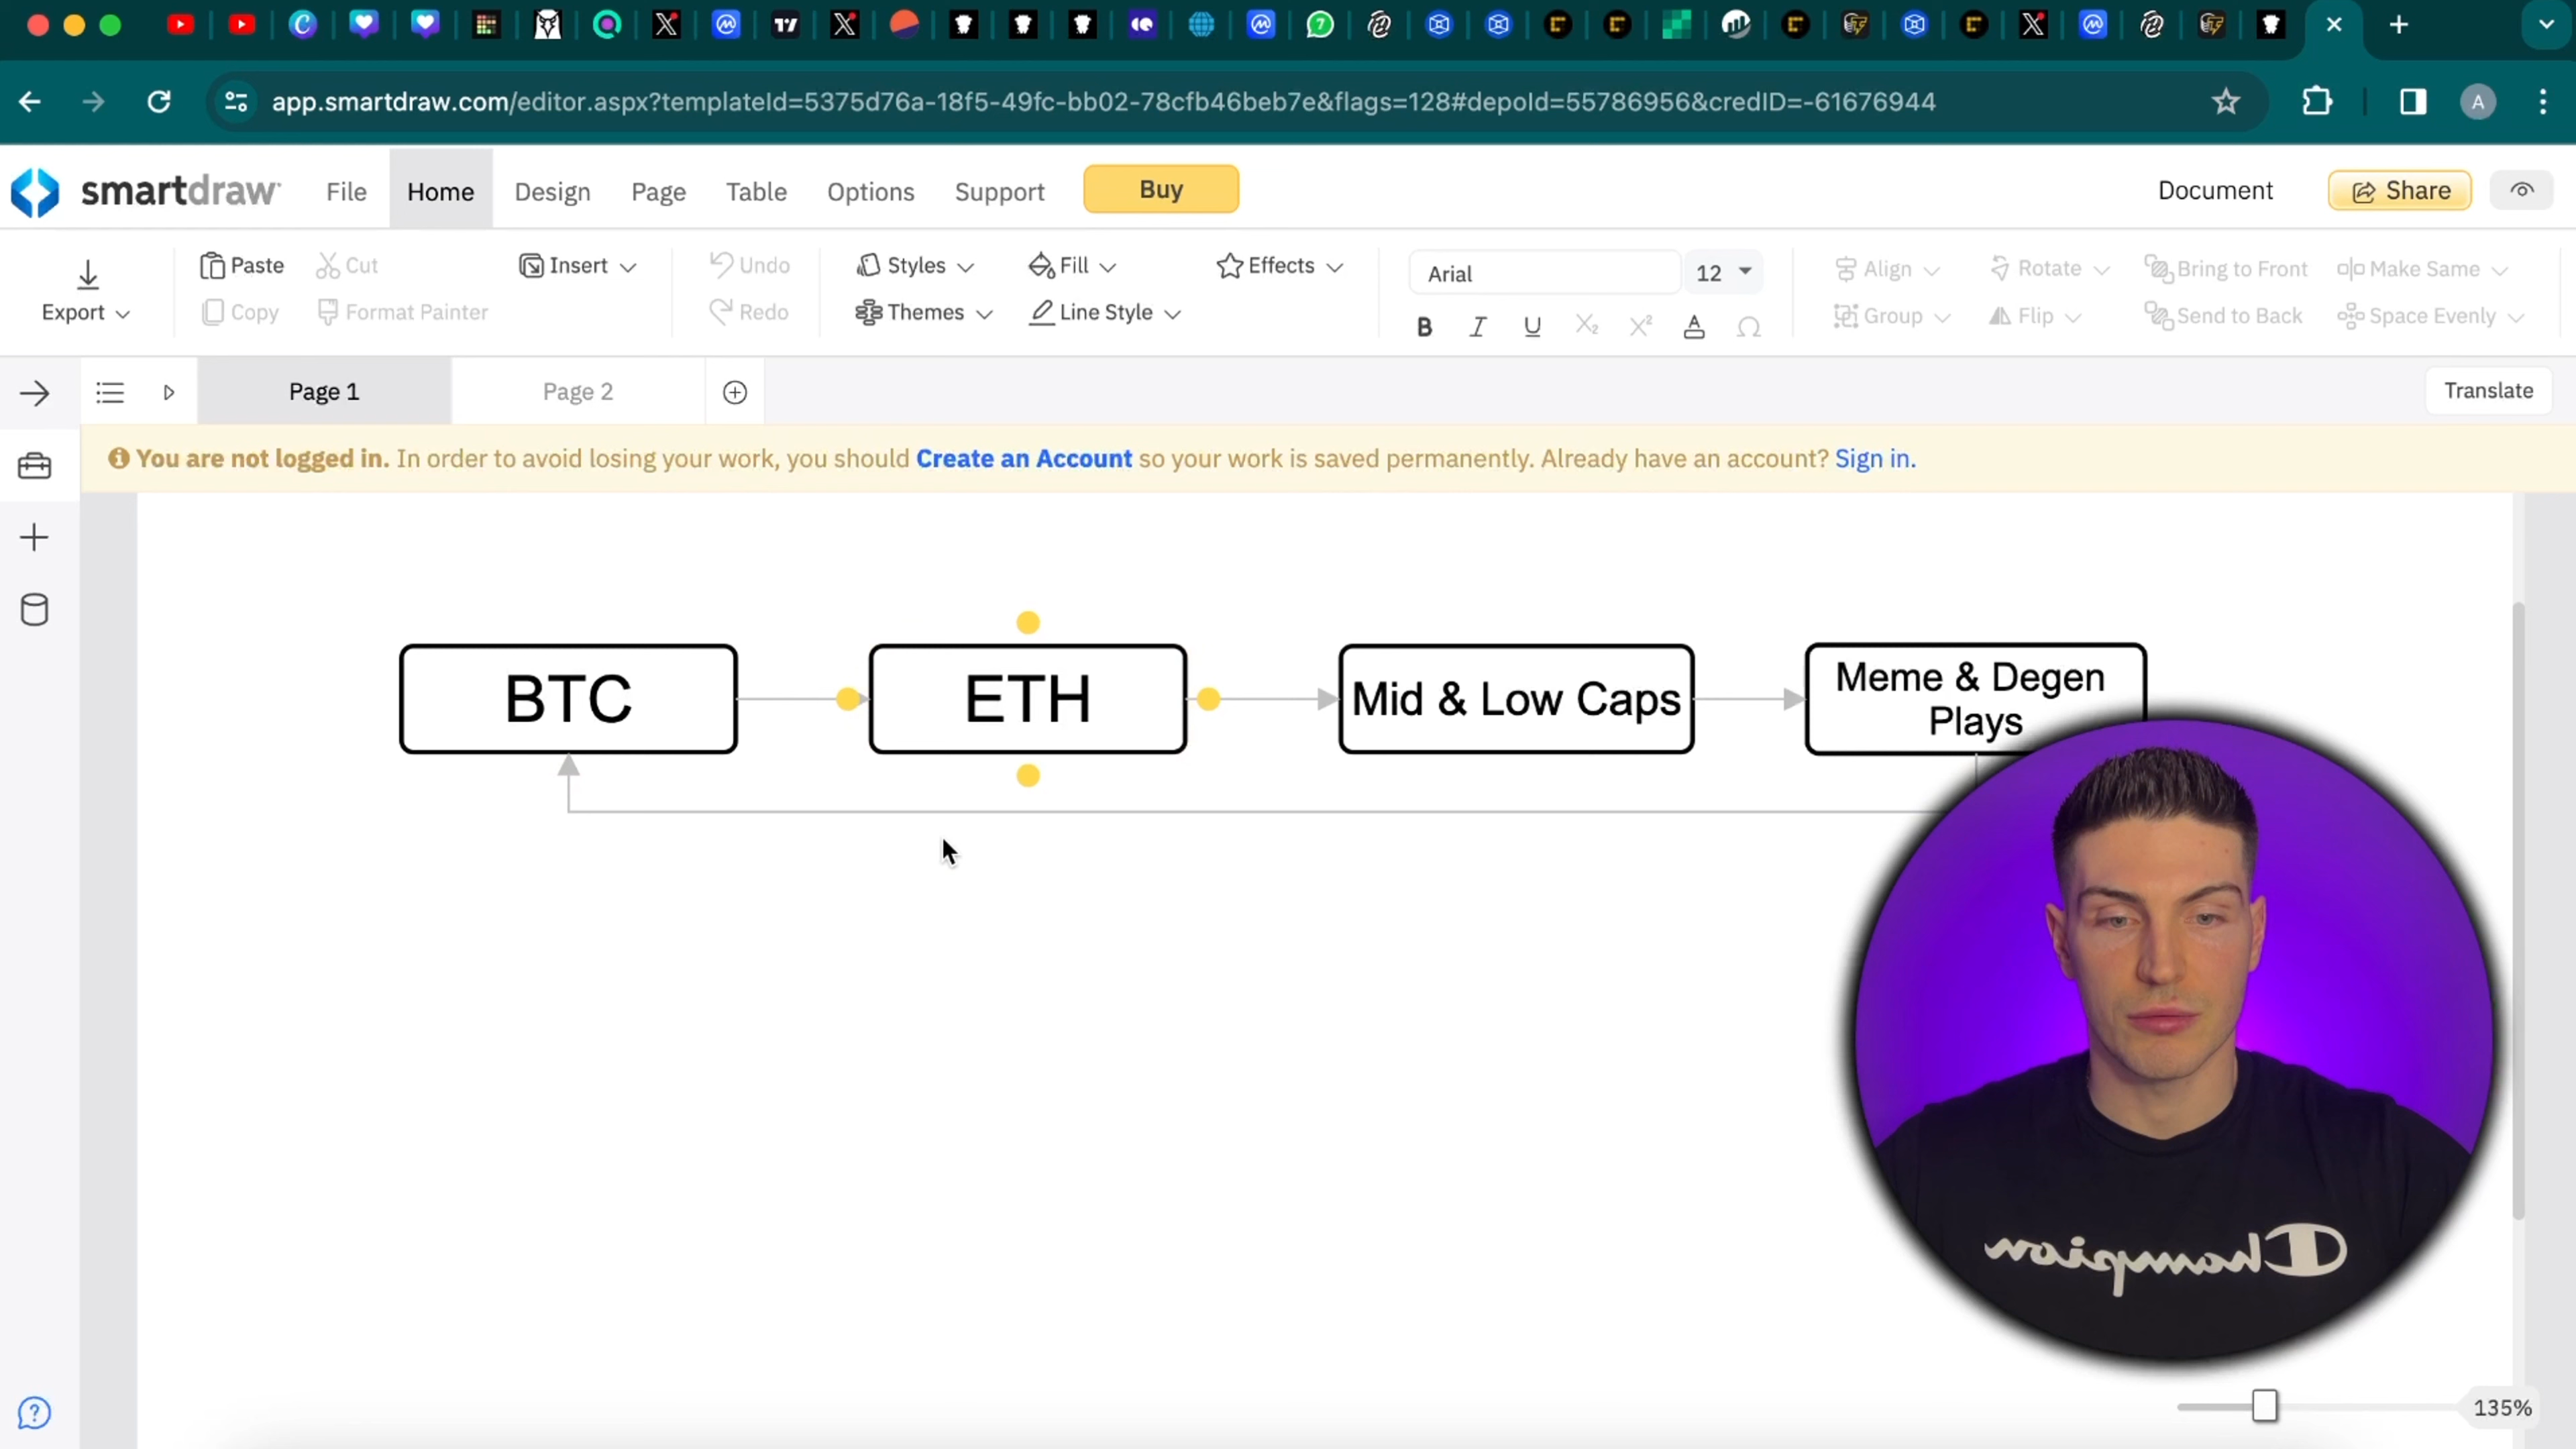 app.smartdraw.com/editor.aspx?templateId=5375d76a-18f5-49fc-bb02-78cfb46beb7e&flags=128#depoId=55786956&credID=-61676944
A
smartdraw File Home Design Page Table Options Support Buy Document Share
Paste Cut Insert Undo Styles Fill Effects Arial 12 Align Rotate Bring to Front Make Same
Export Copy Format Painter Redo Themes Line Style B I U X₂ X² A Ω Group Flip Send to Back Space Evenly
Page 1 Page 2 Translate
You are not logged in. In order to avoid losing your work, you should Create an Account so your work is saved permanently. Already have an account? Sign in.
BTC
ETH
Mid & Low Caps
Meme & Degen
Plays
Champion
135%